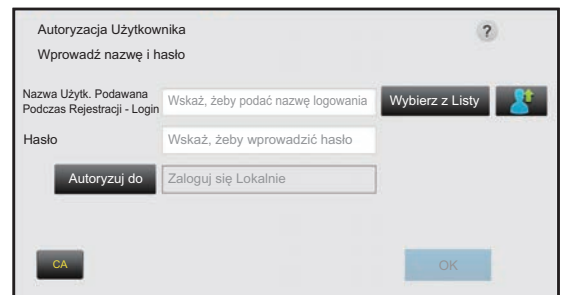 Autoryzacja Użytkownika
?
Wprowadź nazwę i hasło
Nazwa Użytk. Podawana
Podczas Rejestracji - Login
Wskaż, żeby podać nazwę logowania
Wybierz z Listy
Hasło
Wskaż, żeby wprowadzić hasło
Autoryzuj do
Zaloguj się Lokalnie
CA
OK